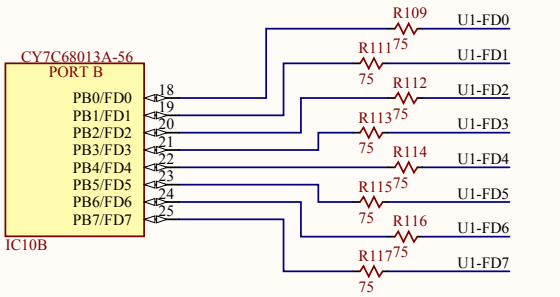 R109 U1-FD0
75
R111 U1-FD1
75
R112 U1-FD2
75
R113 U1-FD3
75
R114 U1-FD4
75
R115 U1-FD5
75
R116 U1-FD6
75
R117 U1-FD7
75
CY7C68013A-56
PORT B
PB0/FD0 18
PB1/FD1 19
PB2/FD2 20
PB3/FD3 21
PB4/FD4 22
PB5/FD5 23
PB6/FD6 24
PB7/FD7 25
IC10B